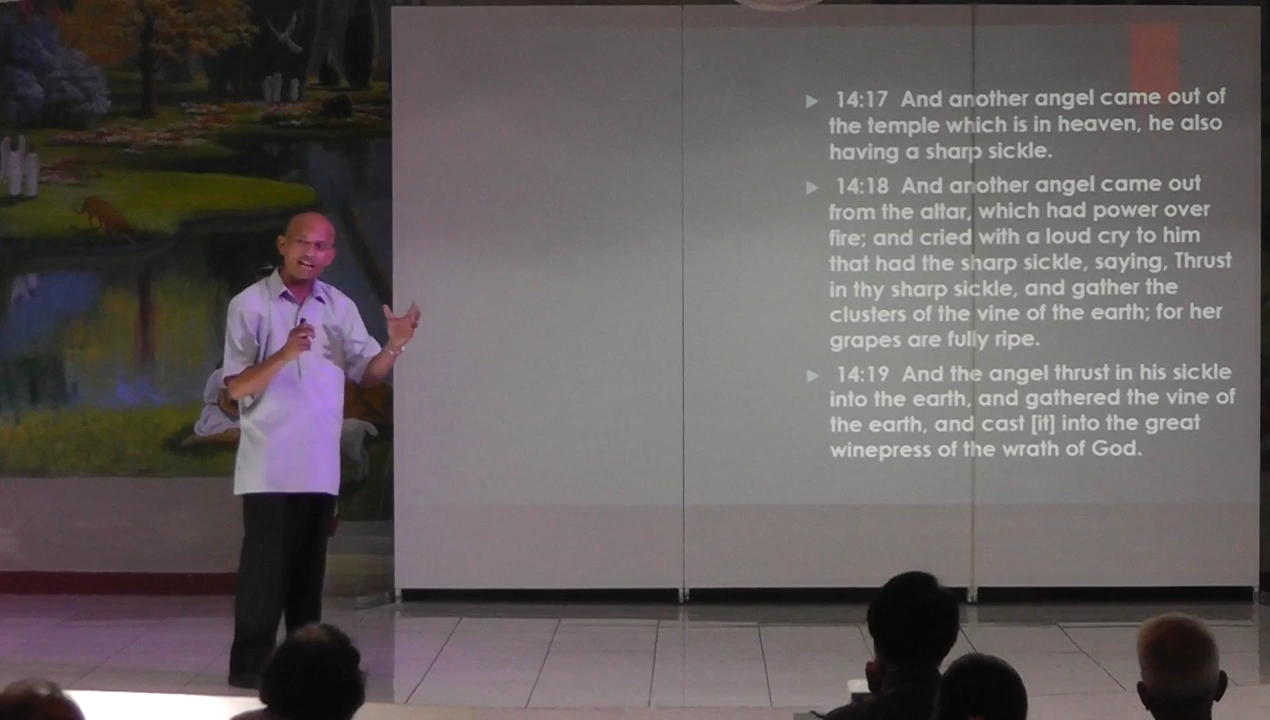 14:17 And another angel came out of
the temple which is in heaven, he also
having a sharp sickle.
14:18 And another angel came out
from the altar, which had power over
fire; and cried with a loud cry to him
that had the sharp sickle, saying, Thrust
in thy sharp sickle, and gather the
clusters of the vine of the earth; for her
grapes are fully ripe.
14:19 And the angel thrust in his sickle
into the earth, and gathered the vine of
the earth, and cast [it] into the great
winepress of the wrath of God.